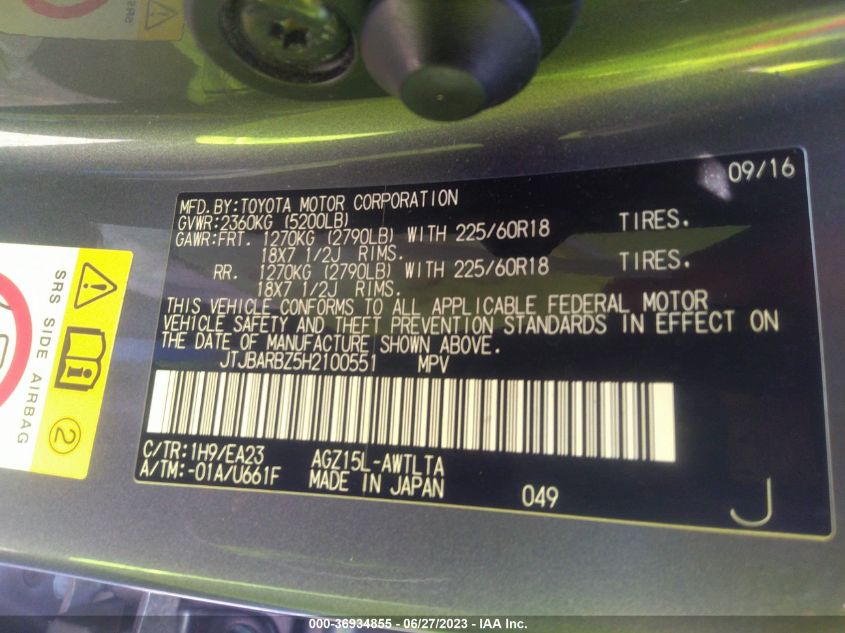 09/16
MFD.BY:TOYOTA MOTOR CORPORATION
GVWR:2360KG (5200LB)
GAWR:FRT. 1270KG (2790LB) WITH 225/60R18 TIRES.
18X7 1/2J RIMS.
RR. 1270KG (2790LB) WITH 225/60R18 TIRES.
18X7 1/2J RIMS.
THIS VEHICLE CONFORMS TO ALL APPLICABLE FEDERAL MOTOR
VEHICLE SAFETY AND THEFT PREVENTION STANDARDS IN EFFECT ON
THE DATE OF MANUFACTURE SHOWN ABOVE.
JTJBARBZ5H2100551 MPV
C/TR:1H9/EA23 AGZ15L-AWTLTA
A/TM:-01A/U661F MADE IN JAPAN 049 J
SRS SIDE AIRBAG
2
000-36934855 - 06/27/2023 - IAA Inc.